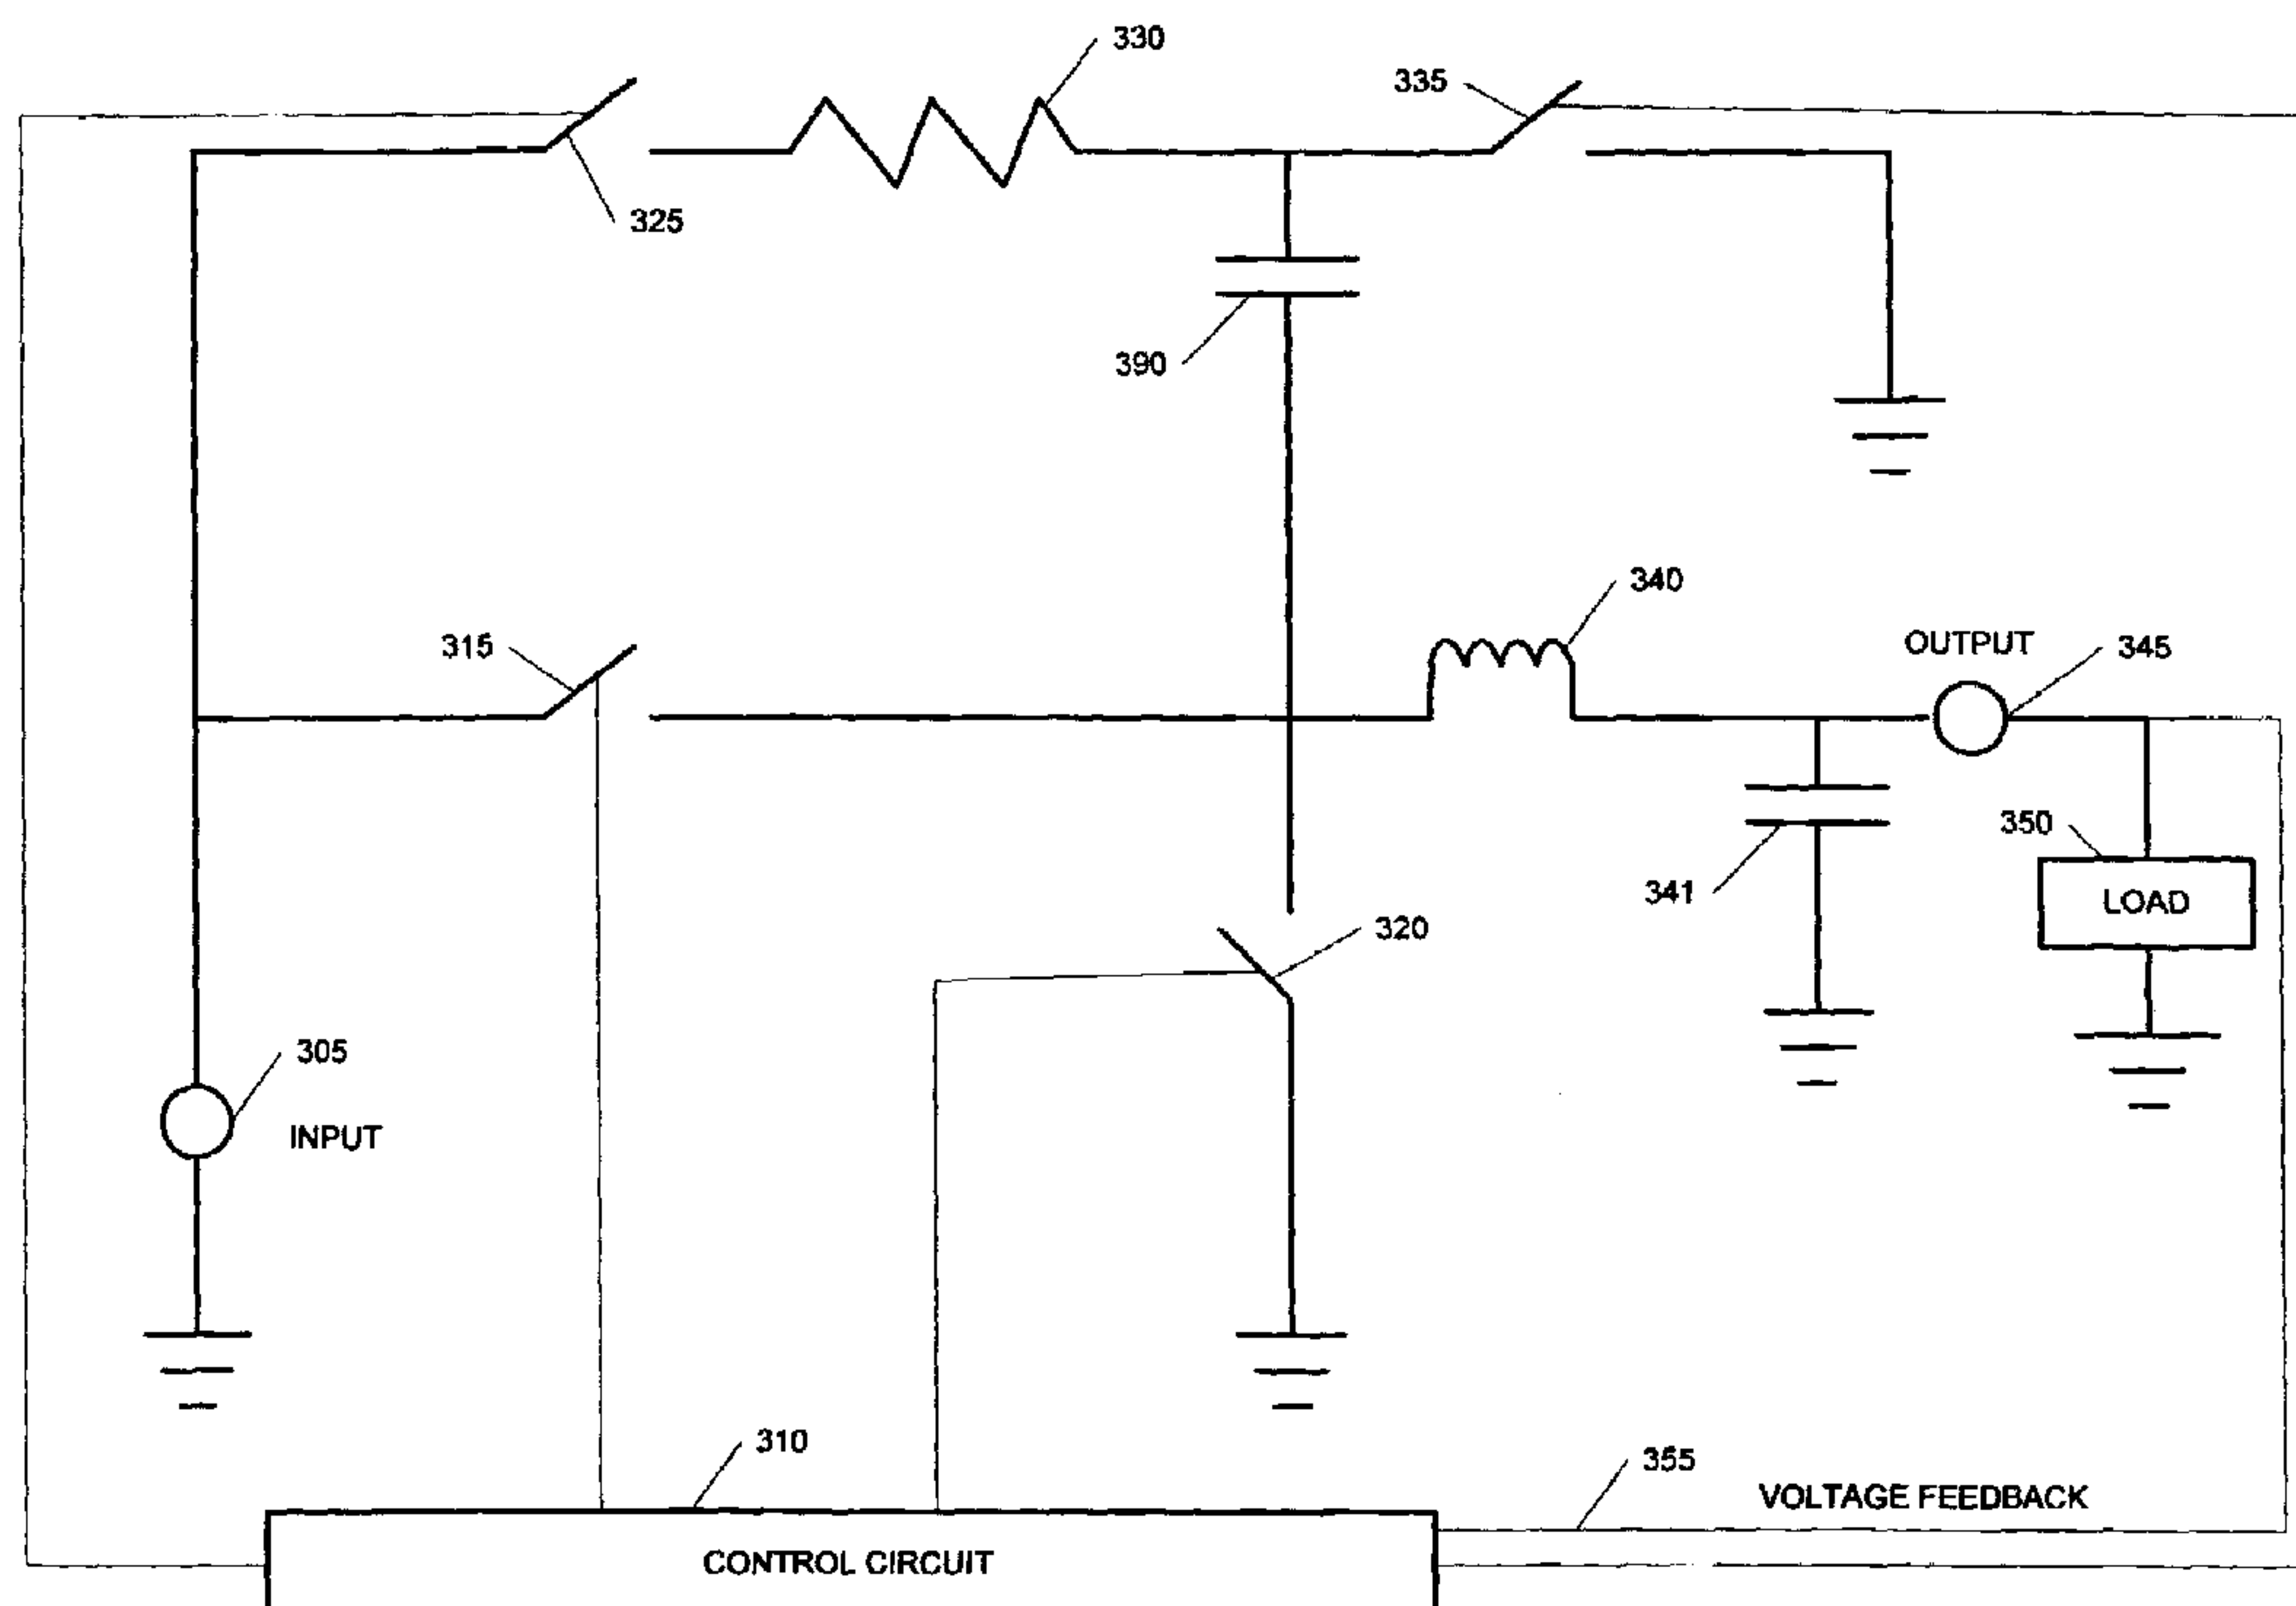 330
335
325
390
340
315
OUTPUT
345
350
LOAD
341
320
305
INPUT
310
355
VOLTAGE FEEDBACK
CONTROL CIRCUIT